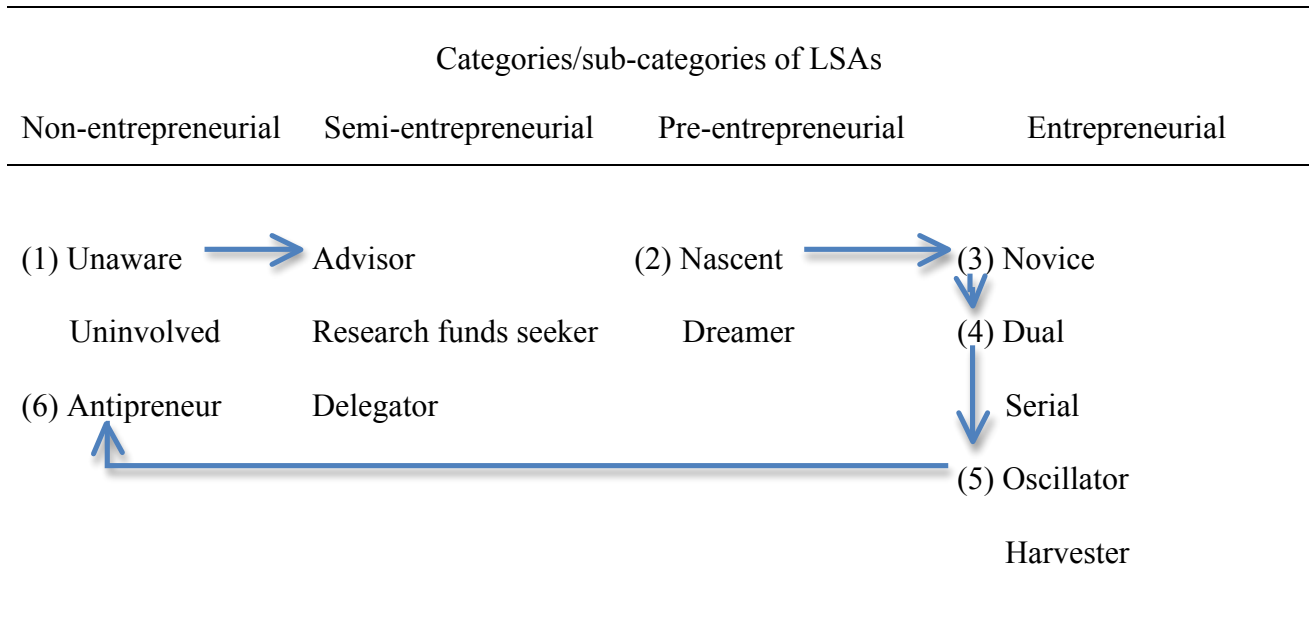 Categories/sub-categories of LSAs
Non-entrepreneurial Semi-entrepreneurial Pre-entrepreneurial Entrepreneurial
(1) Unaware Advisor (2) Nascent (3) Novice
Uninvolved Research funds seeker Dreamer (4) Dual
(6) Antipreneur Delegator Serial
(5) Oscillator
Harvester